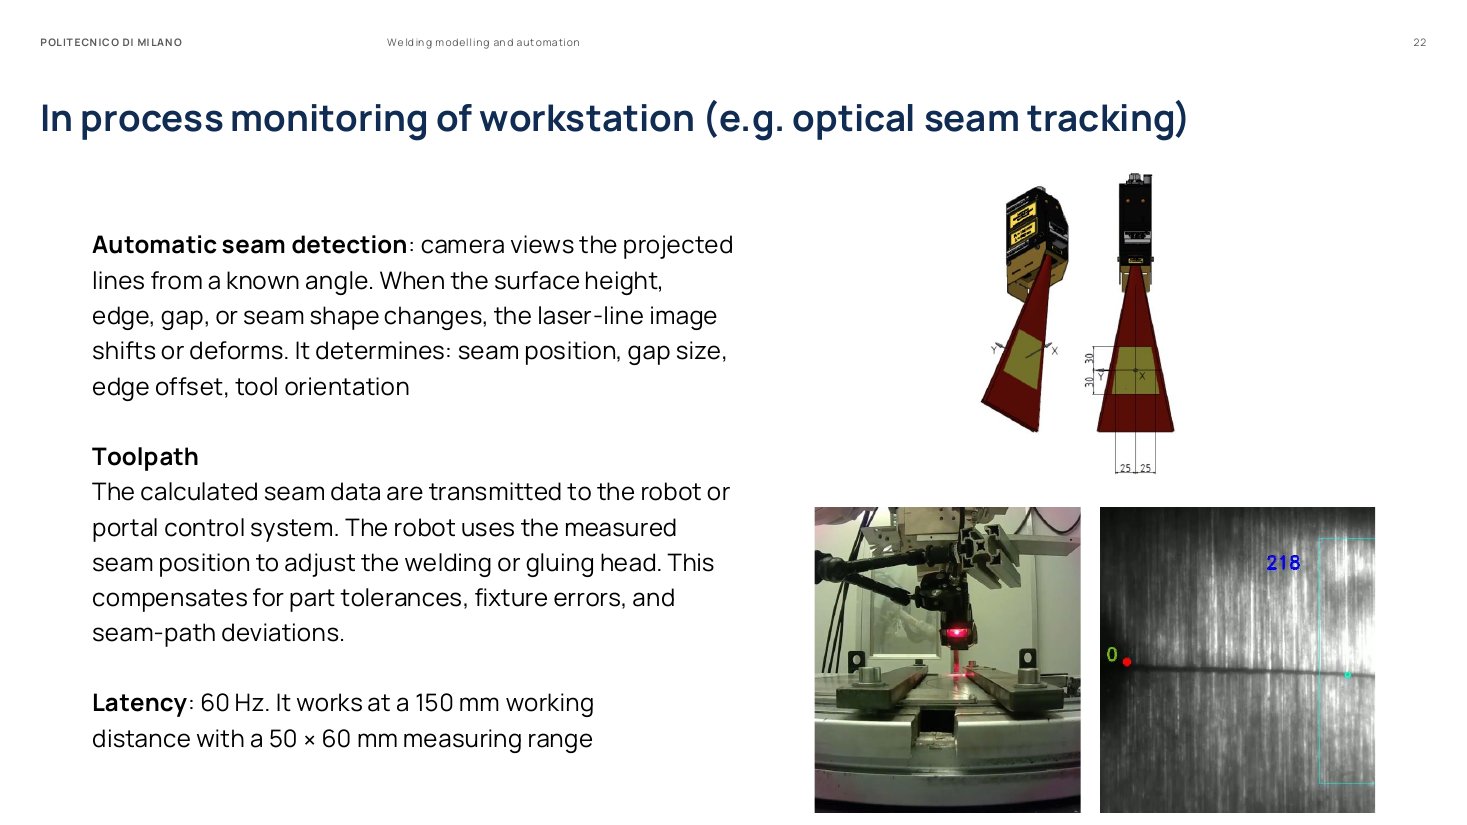 POLITECNICO DI MILANO
Welding modelling and automation
22
In process monitoring of workstation (e.g. optical seam tracking)
Automatic seam detection: camera views the projected
lines from a known angle. When the surface height,
edge, gap, or seam shape changes, the laser-line image
shifts or deforms. It determines: seam position, gap size,
edge offset, tool orientation
Toolpath
The calculated seam data are transmitted to the robot or
portal control system. The robot uses the measured
seam position to adjust the welding or gluing head. This
compensates for part tolerances, fixture errors, and
seam-path deviations.
Latency: 60 Hz. It works at a 150 mm working
distance with a 50 × 60 mm measuring range
Y
X
30
30
Y
X
25
25
218
0